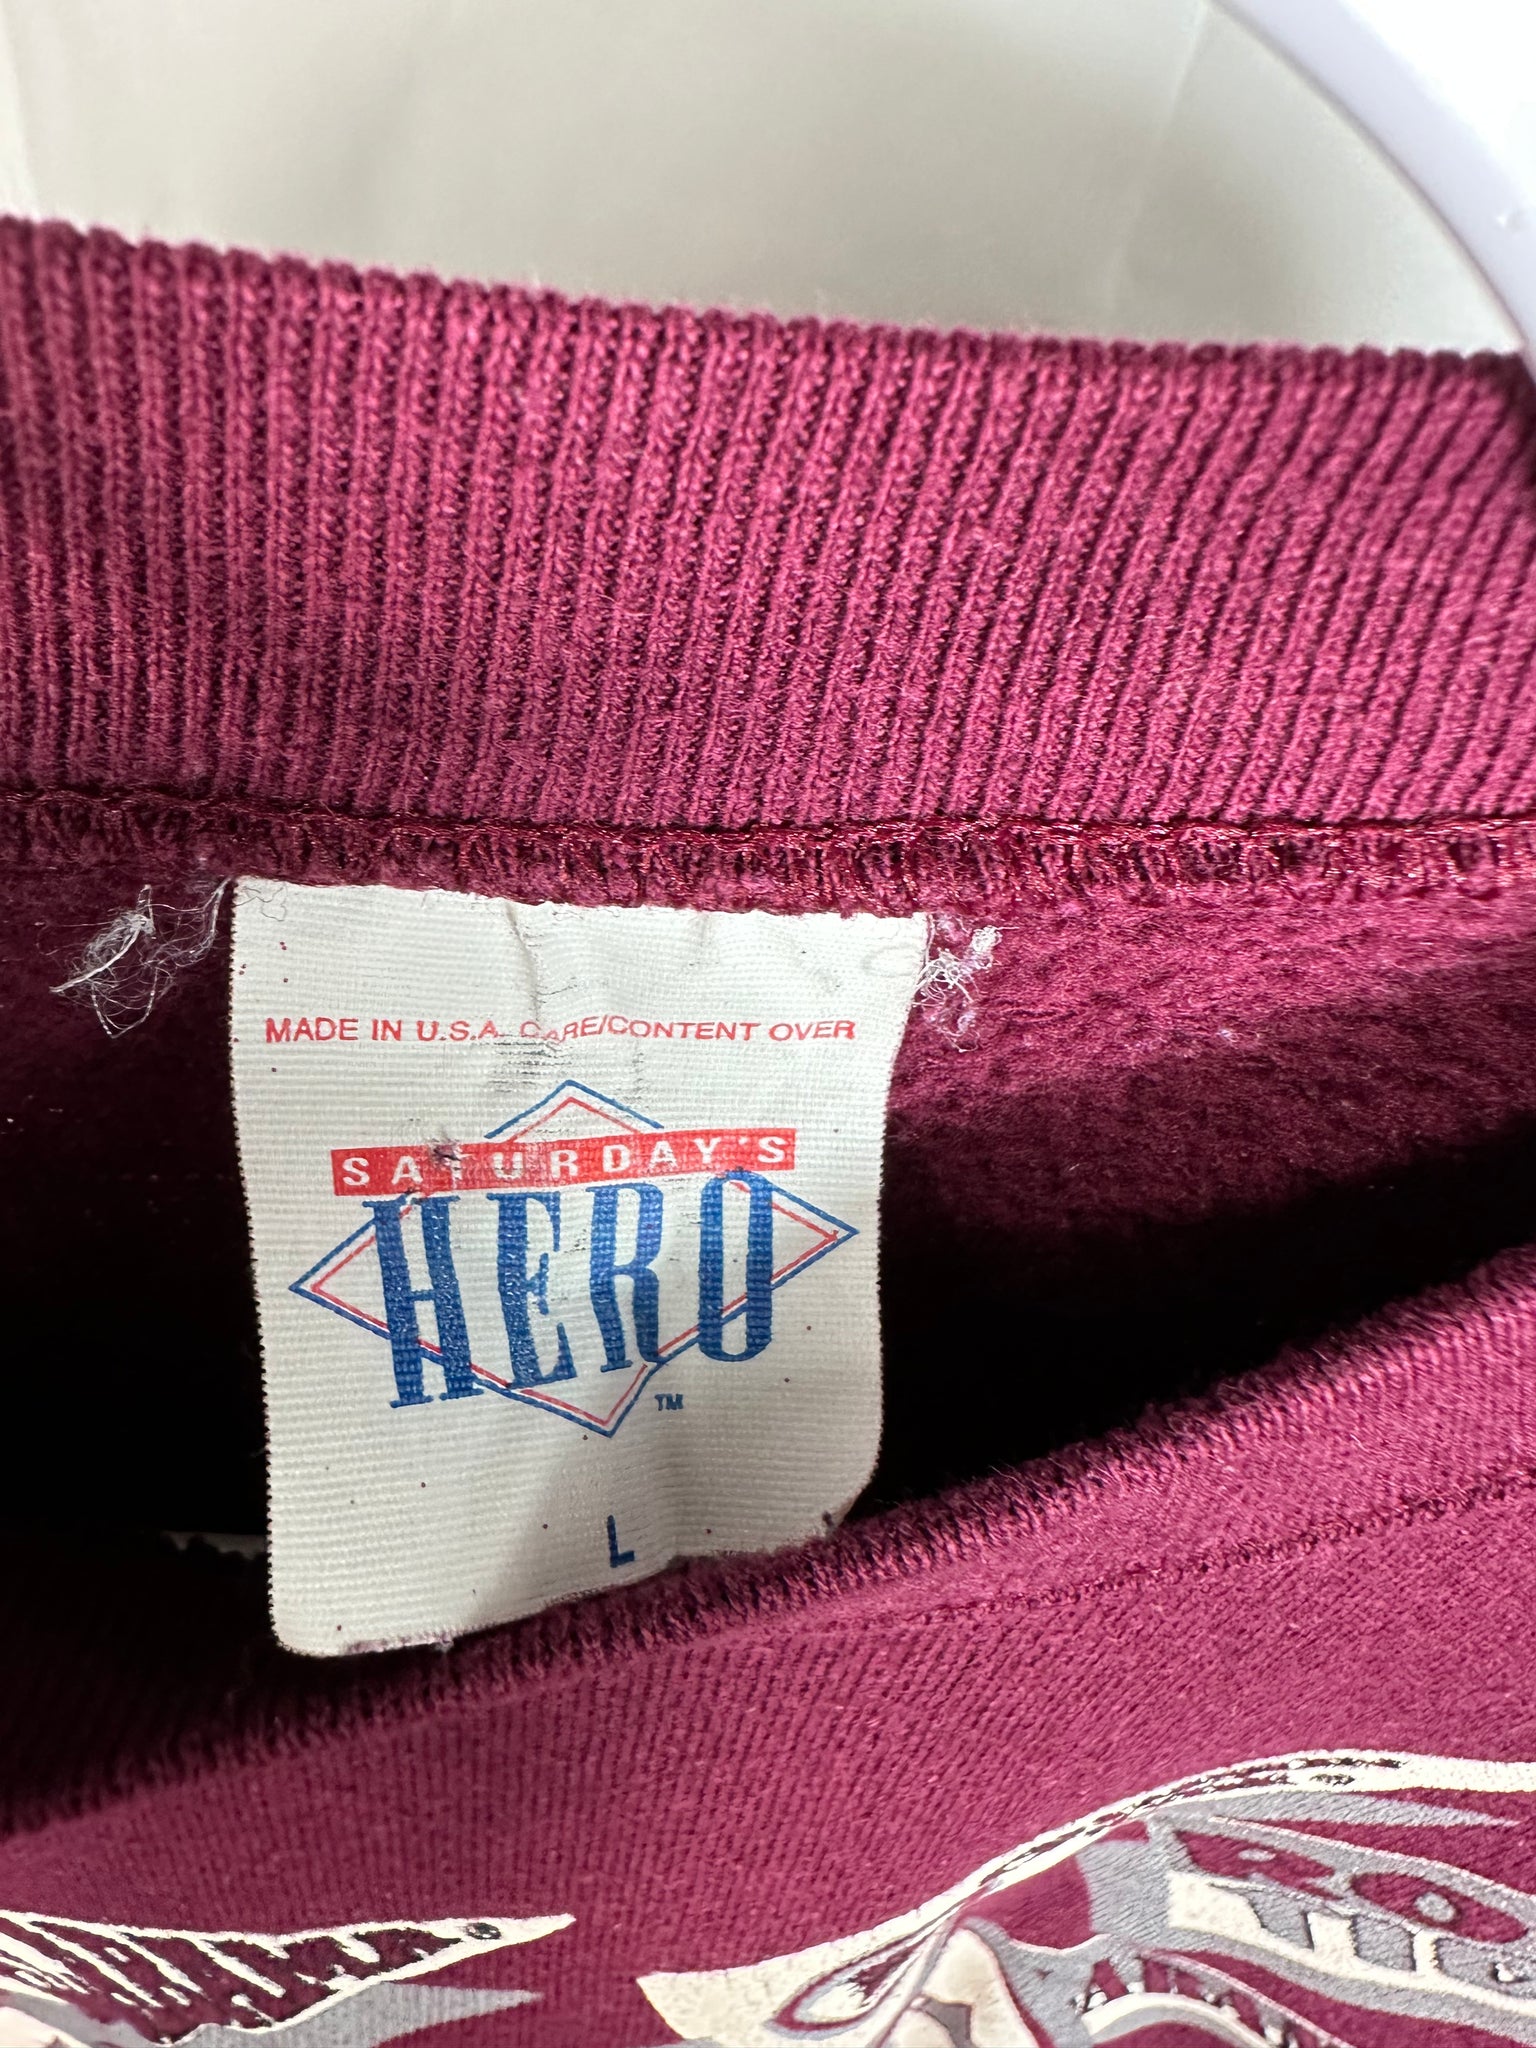 MADE IN U.S.A. CARE/CONTENT OVER
SATURDAY'S
HERO
TM
L